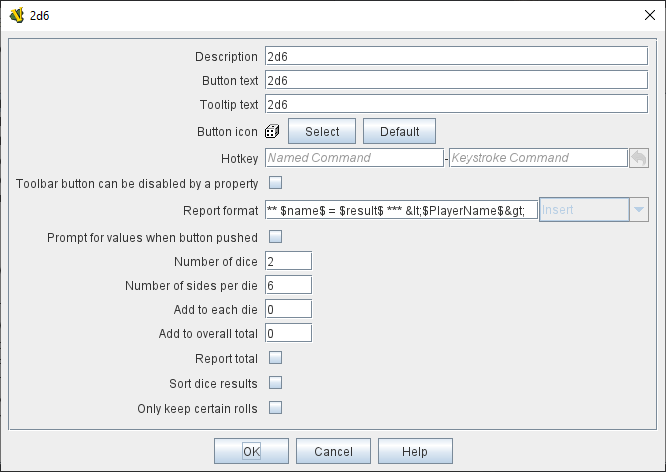 2d6
Description 2d6
Button text 2d6
Tooltip text 2d6
Button icon Select Default
Hotkey Named Command - Keystroke Command
Toolbar button can be disabled by a property
Report format ** $name$ = $result$ *** &lt;$PlayerName$&gt; Insert
Prompt for values when button pushed
Number of dice 2
Number of sides per die 6
Add to each die 0
Add to overall total 0
Report total
Sort dice results
Only keep certain rolls
OK Cancel Help